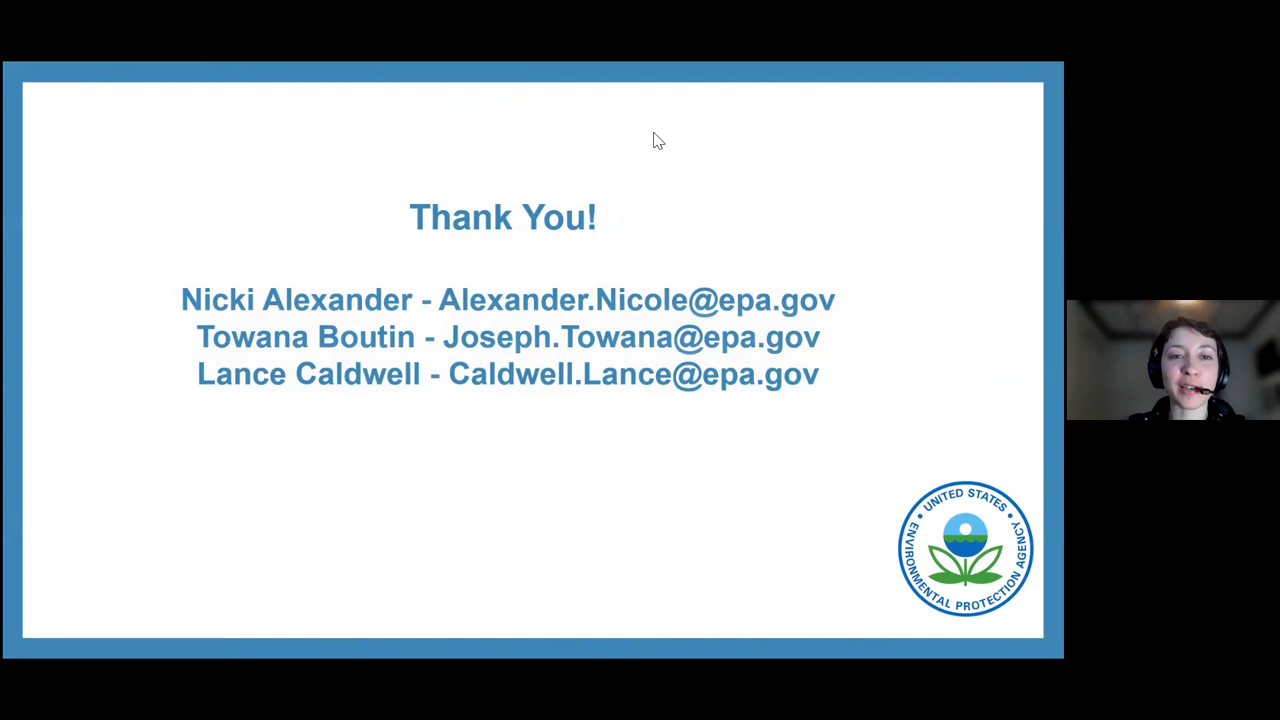 Thank You!
Nicki Alexander - Alexander.Nicole@epa.gov
Towana Boutin - Joseph.Towana@epa.gov
Lance Caldwell - Caldwell.Lance@epa.gov
UNITED STATES
ENVIRONMENTAL PROTECTION AGENCY